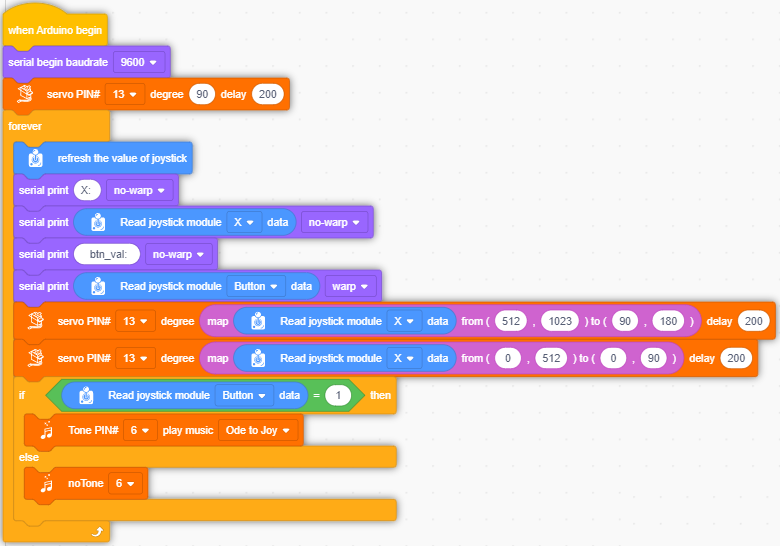 when Arduino begin
serial begin baudrate 9600
servo PIN# 13 degree 90 delay 200
forever
refresh the value of joystick
serial print X: no-warp
serial print Read joystick module X data no-warp
serial print btn_val: no-warp
serial print Read joystick module Button data warp
servo PIN# 13 degree map Read joystick module X data from ( 512 , 1023 ) to ( 90 , 180 ) delay 200
servo PIN# 13 degree map Read joystick module X data from ( 0 , 512 ) to ( 0 , 90 ) delay 200
if Read joystick module Button data = 1 then
Tone PIN# 6 play music Ode to Joy
else
noTone 6